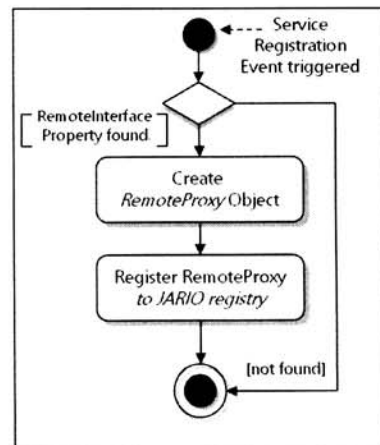 Service
Registration
Event triggered
RemoteInterface
Property found.
Create
RemoteProxy Object
Register RemoteProxy
to JARIO registry
[not found]